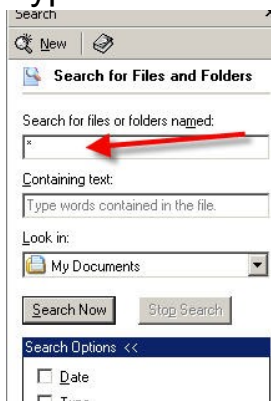 Search
New
Search for Files and Folders
Search for files or folders named:
*
Containing text:
Type words contained in the file.
Look in:
My Documents
Search Now Stop Search
Search Options <<
Date